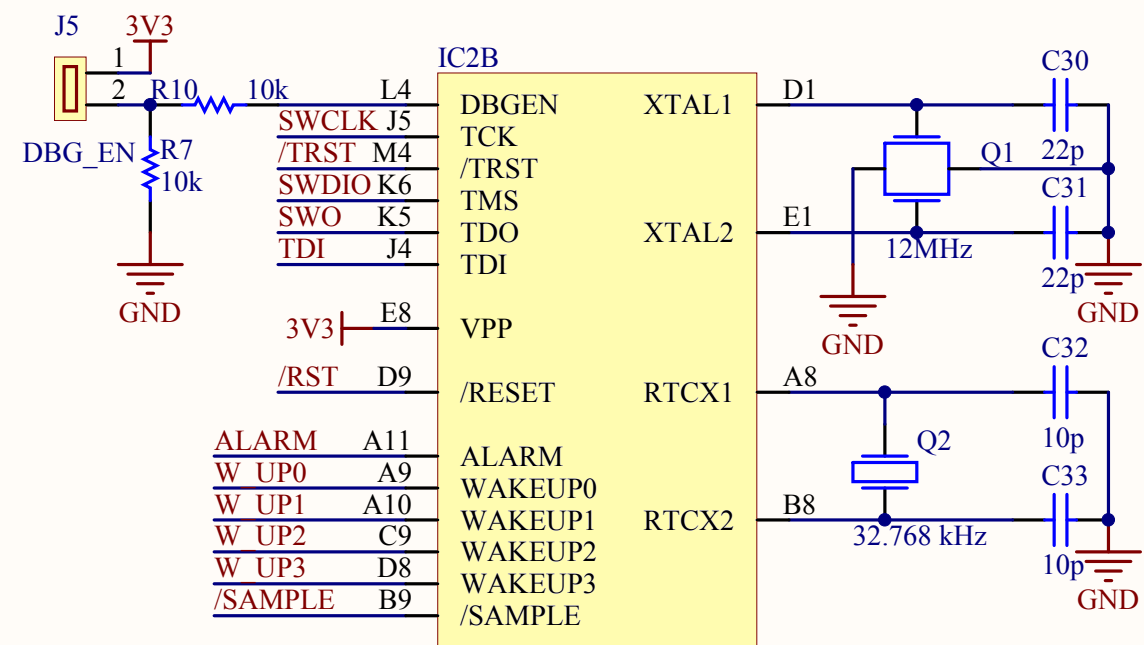 J5 3V3
1
2
R10 10k
DBG_EN R7
10k
GND
IC2B
L4 DBGEN
SWCLK J5 TCK
/TRST M4 /TRST
SWDIO K6 TMS
SWO K5 TDO
TDI J4 TDI
3V3 E8 VPP
/RST D9 /RESET
ALARM A11 ALARM
W_UP0 A9 WAKEUP0
W_UP1 A10 WAKEUP1
W_UP2 C9 WAKEUP2
W_UP3 D8 WAKEUP3
/SAMPLE B9 /SAMPLE
XTAL1 D1
XTAL2 E1
RTCX1 A8
RTCX2 B8
C30
22p
Q1
12MHz
C31
22p
GND
GND
C32
10p
Q2
32.768 kHz
C33
10p
GND